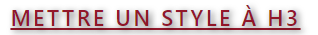 METTRE UN STYLE À H3